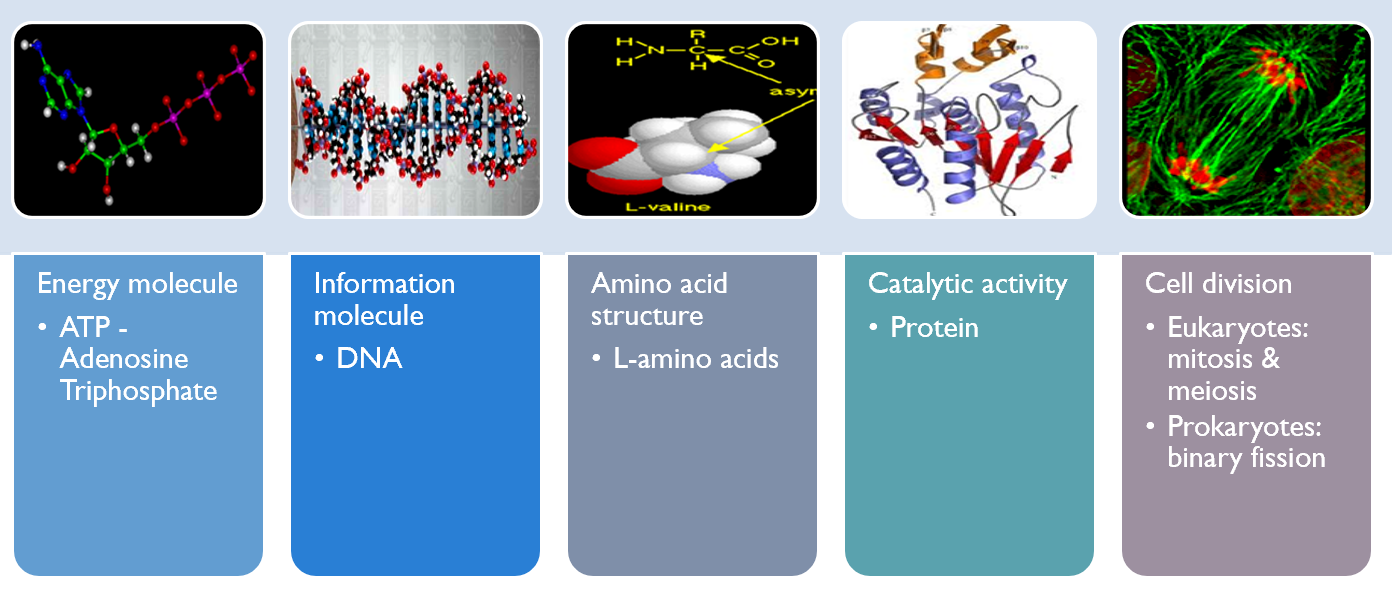 R
H
OH
N
C
C
H
O
H
asyr
L-valine
Energy molecule
• ATP -
Adenosine
Triphosphate
Information
molecule
• DNA
Amino acid
structure
• L-amino acids
Catalytic activity
• Protein
Cell division
• Eukaryotes:
mitosis &
meiosis
• Prokaryotes:
binary fission